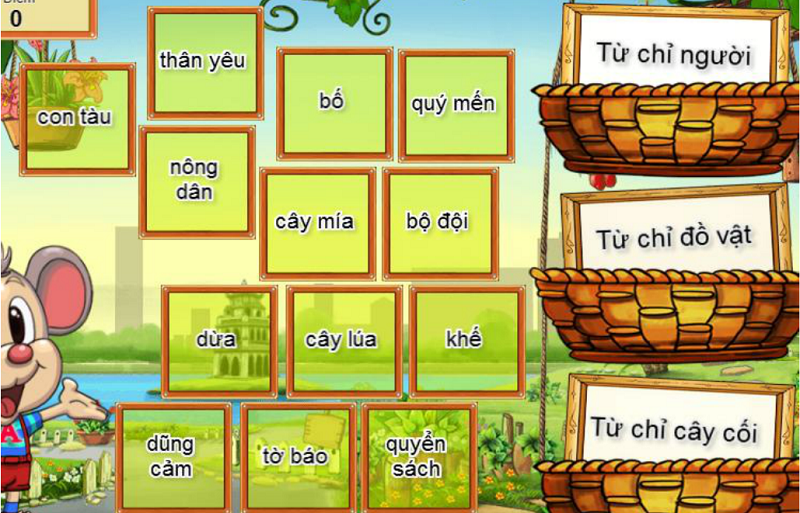 Điểm
0
thân yêu
bố
quý mến
con tàu
nông
dân
cây mía
bộ đội
dừa
cây lúa
khế
dũng
cảm
tờ báo
quyển
sách
Từ chỉ người
Từ chỉ đồ vật
Từ chỉ cây cối
A